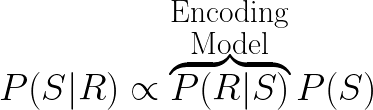 Encoding
Model
P(S|R) ∝ P(R|S) P(S)